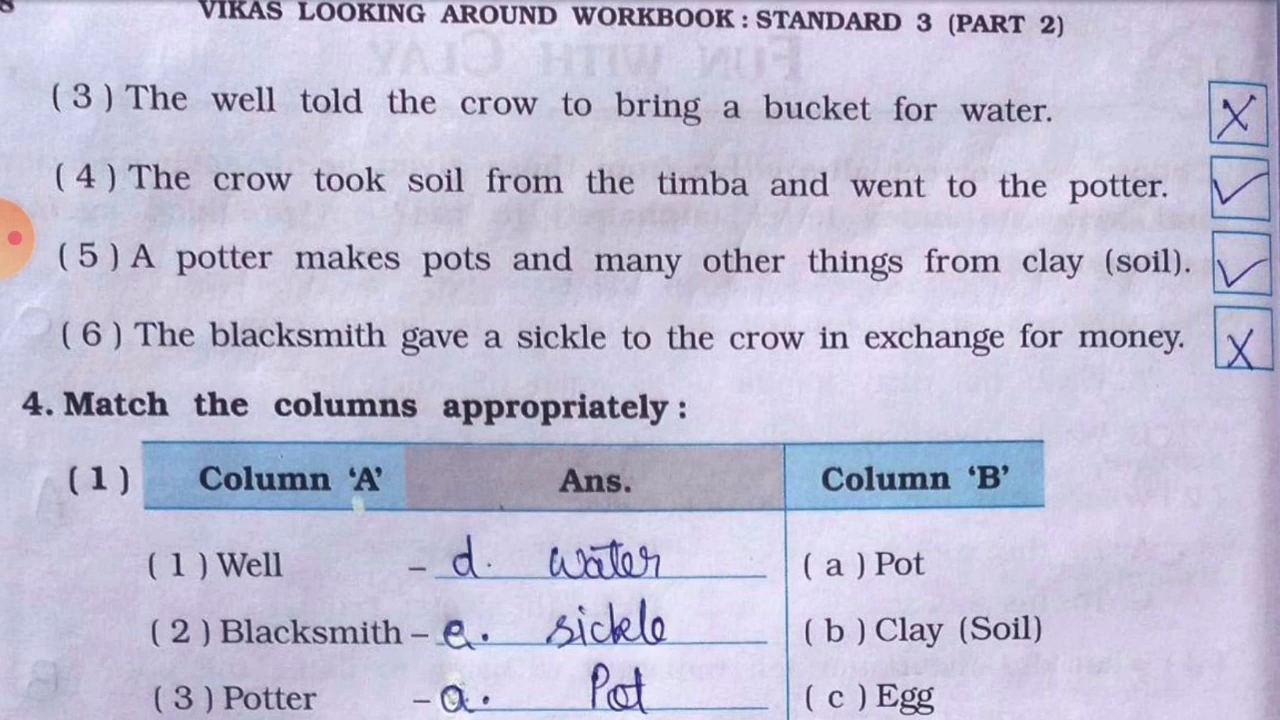 VIKAS LOOKING AROUND WORKBOOK : STANDARD 3 (PART 2)
( 3 ) The well told the crow to bring a bucket for water. X
( 4 ) The crow took soil from the timba and went to the potter. ✓
( 5 ) A potter makes pots and many other things from clay (soil). ✓
( 6 ) The blacksmith gave a sickle to the crow in exchange for money. X
4. Match the columns appropriately :
( 1 ) Column ‘A’ Ans. Column ‘B’
( 1 ) Well – d. water ( a ) Pot
( 2 ) Blacksmith – e. sickle ( b ) Clay (Soil)
( 3 ) Potter – a. Pot ( c ) Egg